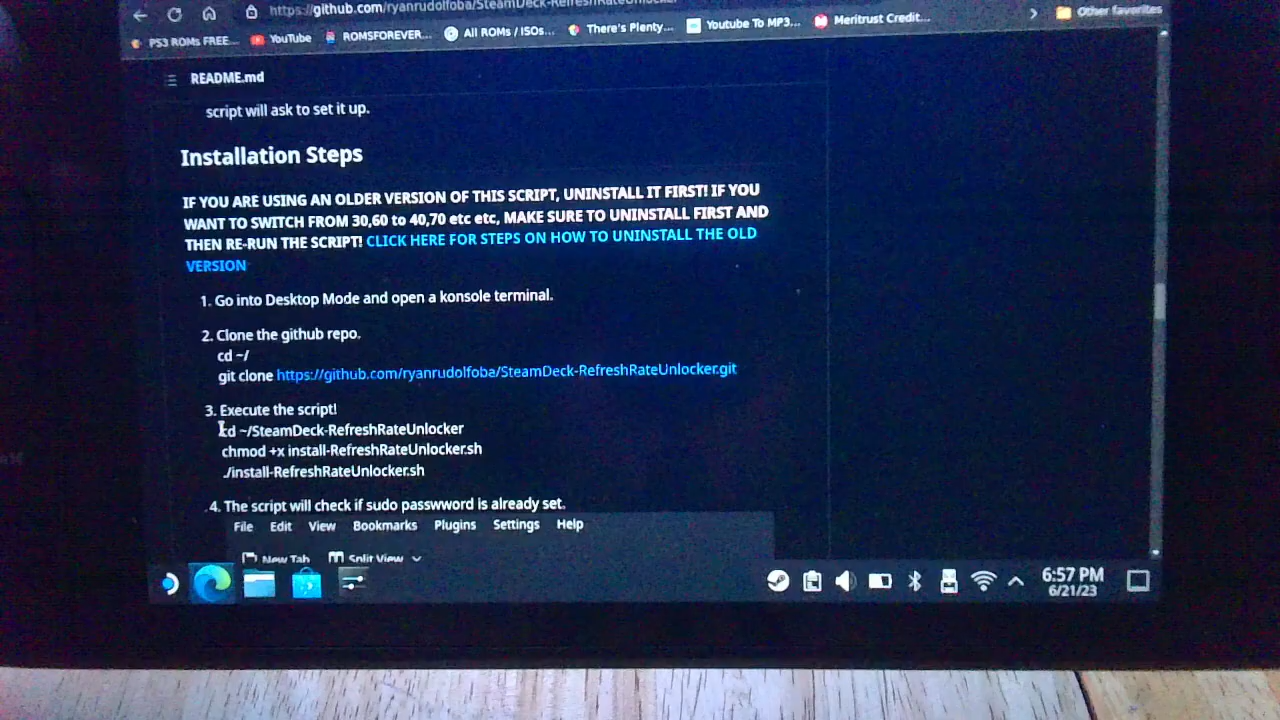 https://github.com/ryanrudolfoba/SteamDeck-RefreshRateUnlocker
PS3 ROMs FREE... YouTube ROMSFOREVER... All ROMs / ISOs... There's Plenty... Youtube To MP3... Meritrust Credit... Other favorites
README.md
script will ask to set it up.
Installation Steps
IF YOU ARE USING AN OLDER VERSION OF THIS SCRIPT, UNINSTALL IT FIRST! IF YOU
WANT TO SWITCH FROM 30,60 to 40,70 etc etc, MAKE SURE TO UNINSTALL FIRST AND
THEN RE-RUN THE SCRIPT! CLICK HERE FOR STEPS ON HOW TO UNINSTALL THE OLD
VERSION
1. Go into Desktop Mode and open a konsole terminal.
2. Clone the github repo.
cd ~/
git clone https://github.com/ryanrudolfoba/SteamDeck-RefreshRateUnlocker.git
3. Execute the script!
cd ~/SteamDeck-RefreshRateUnlocker
chmod +x install-RefreshRateUnlocker.sh
./install-RefreshRateUnlocker.sh
4. The script will check if sudo passwword is already set.
File Edit View Bookmarks Plugins Settings Help
New Tab Split View
6:57 PM
6/21/23